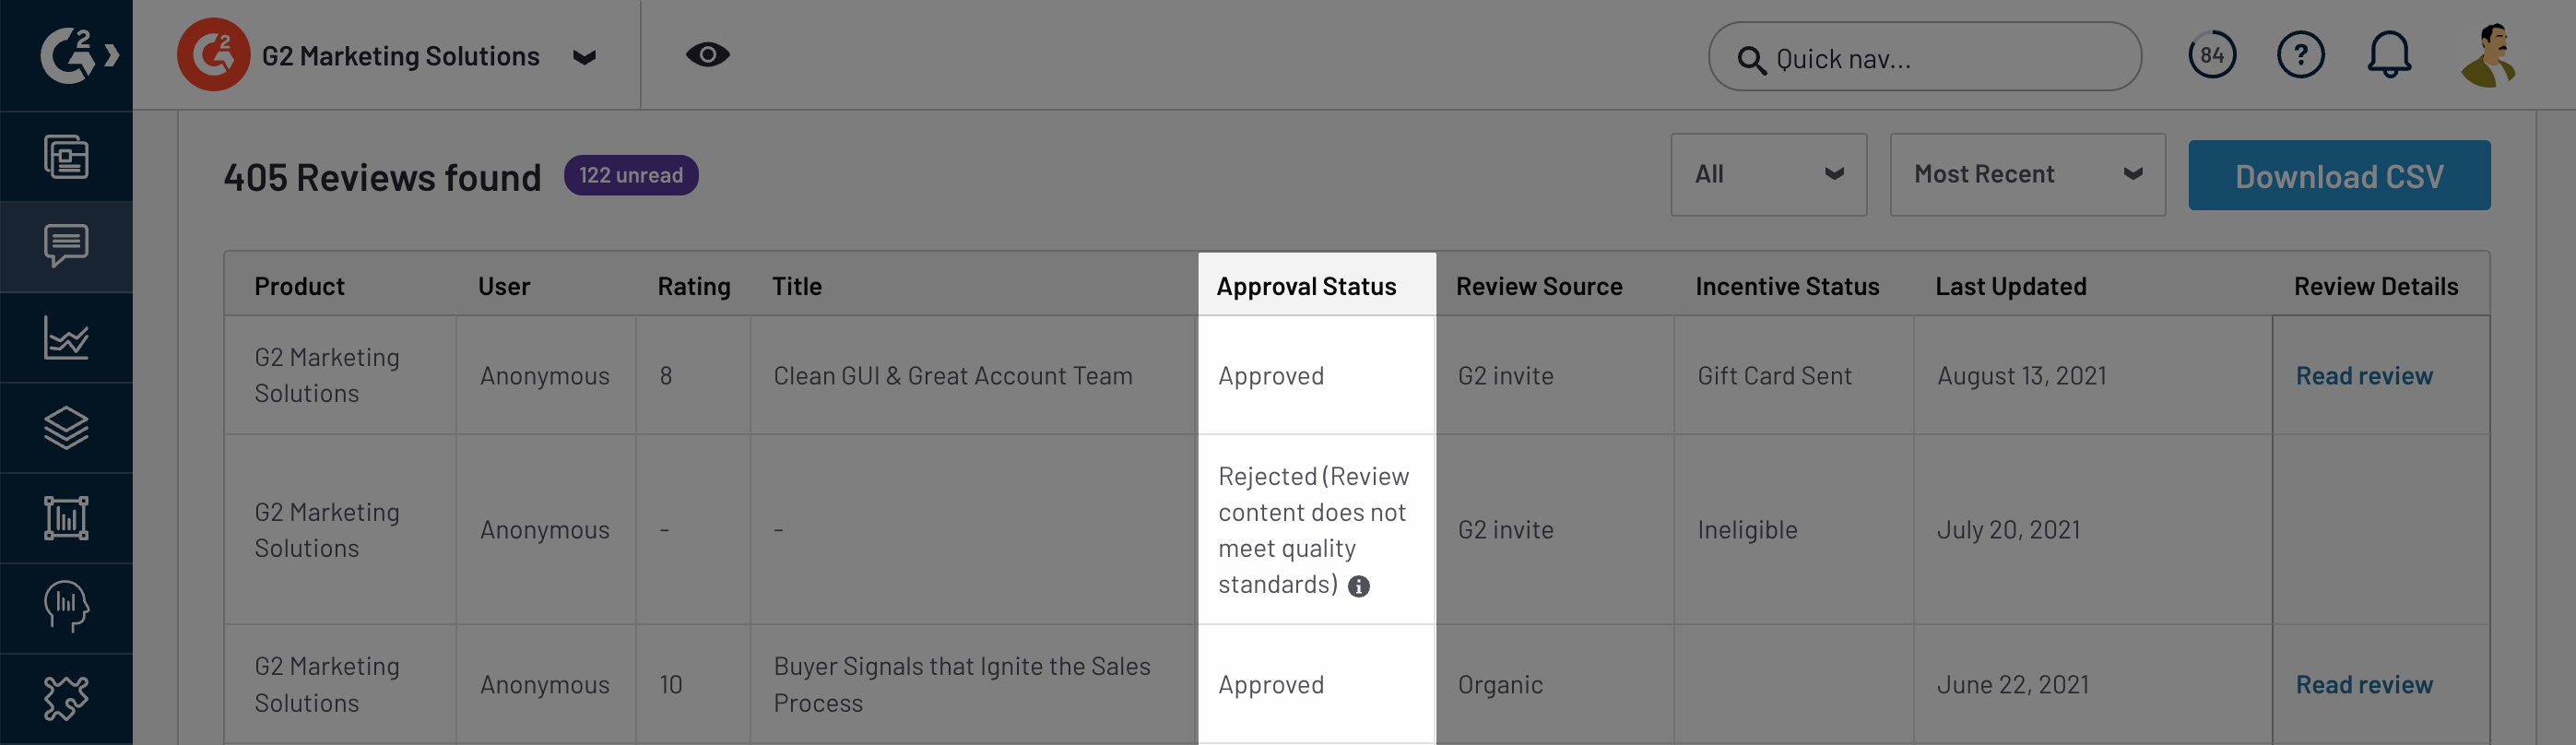 G2 Marketing Solutions
Quick nav...
84
?
405 Reviews found
122 unread
All
Most Recent
Download CSV
Product User Rating Title Approval Status Review Source Incentive Status Last Updated Review Details
G2 Marketing
Solutions
Anonymous
8
Clean GUI & Great Account Team
Approved
G2 invite
Gift Card Sent
August 13, 2021
Read review
G2 Marketing
Solutions
Anonymous
-
-
Rejected (Review
content does not
meet quality
standards)
G2 invite
Ineligible
July 20, 2021
G2 Marketing
Solutions
Anonymous
10
Buyer Signals that Ignite the Sales
Process
Approved
Organic
June 22, 2021
Read review